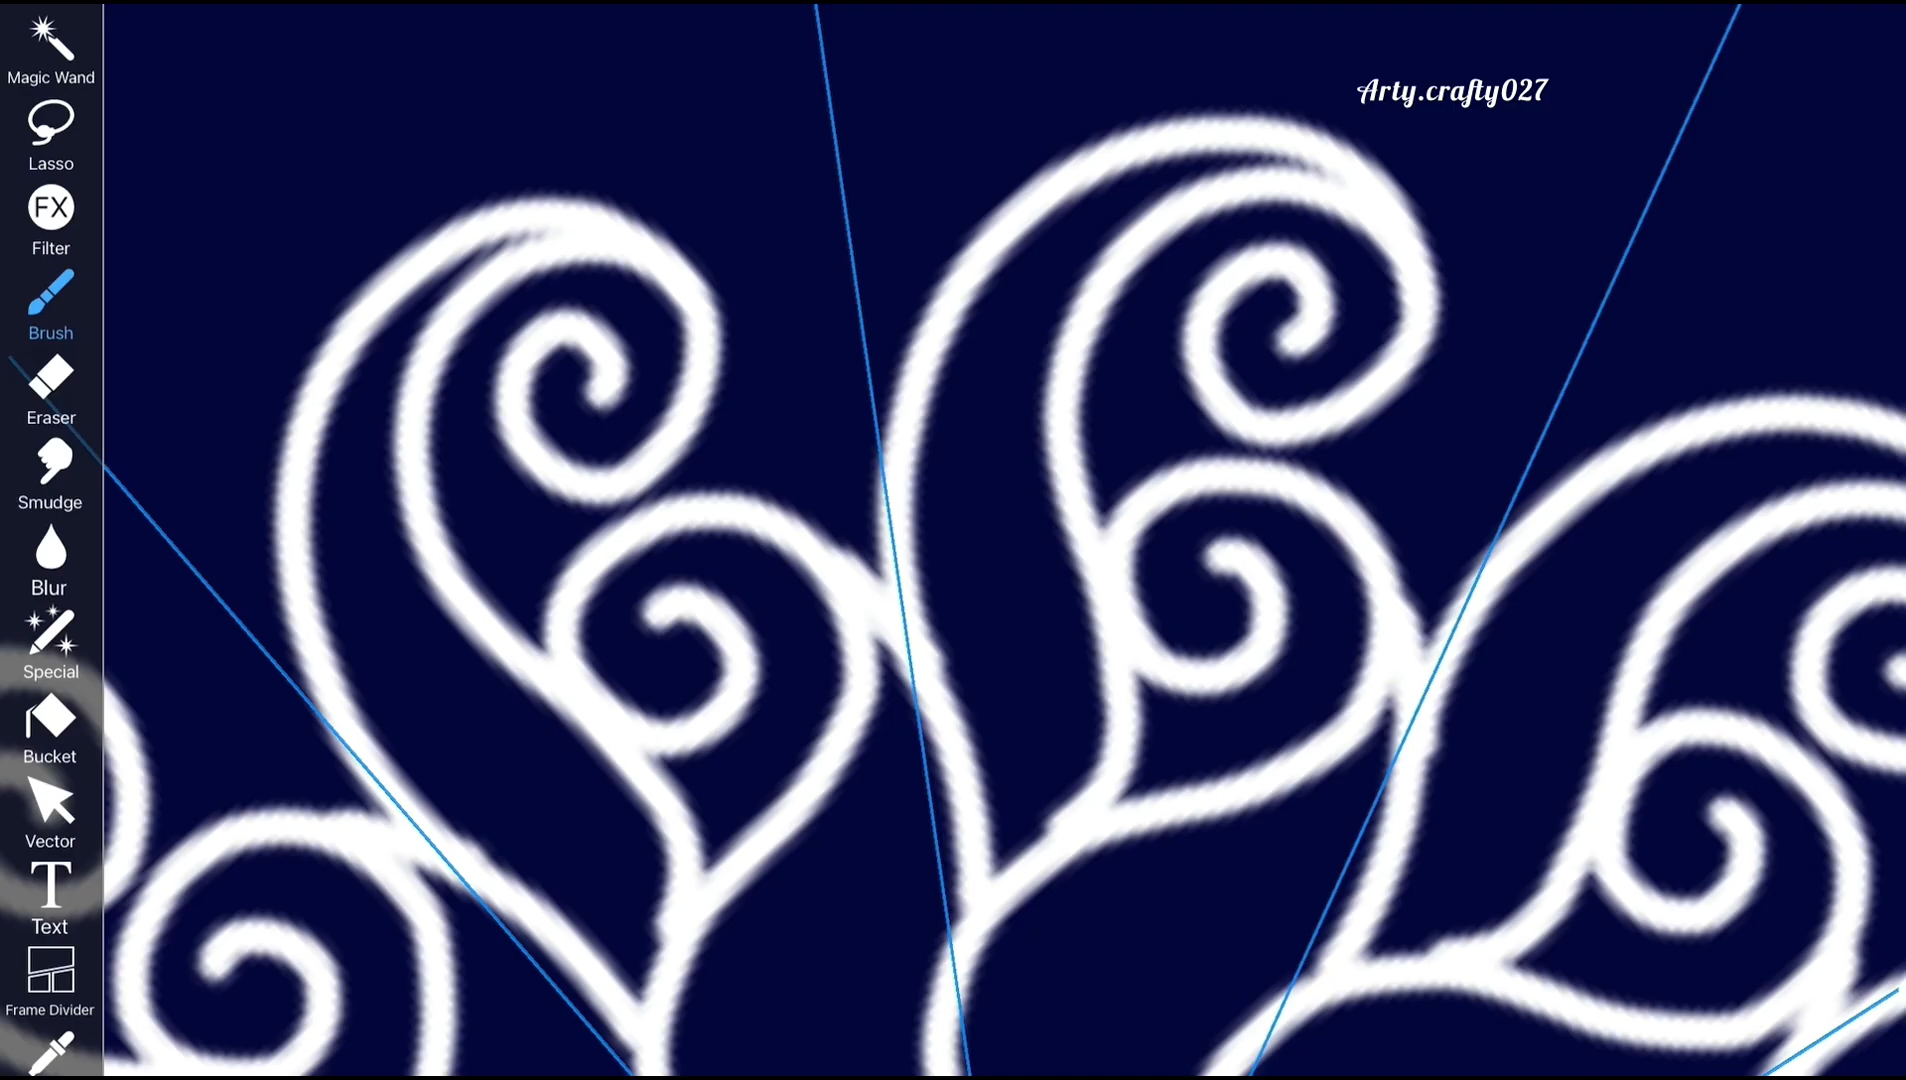 Magic Wand
Lasso
FX
Filter
Brush
Eraser
Smudge
Blur
Special
Bucket
Vector
T
Text
Frame Divider
Arty.crafty027